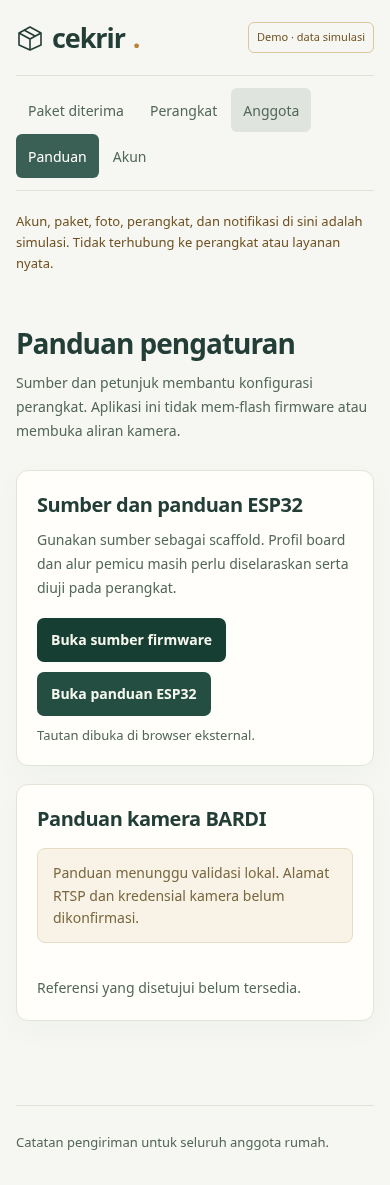 cekrir .
Demo · data simulasi
Paket diterima
Perangkat
Anggota
Panduan
Akun
Akun, paket, foto, perangkat, dan notifikasi di sini adalah
simulasi. Tidak terhubung ke perangkat atau layanan
nyata.
Panduan pengaturan
Sumber dan petunjuk membantu konfigurasi
perangkat. Aplikasi ini tidak mem-flash firmware atau
membuka aliran kamera.
Sumber dan panduan ESP32
Gunakan sumber sebagai scaffold. Profil board
dan alur pemicu masih perlu diselaraskan serta
diuji pada perangkat.
Buka sumber firmware
Buka panduan ESP32
Tautan dibuka di browser eksternal.
Panduan kamera BARDI
Panduan menunggu validasi lokal. Alamat
RTSP dan kredensial kamera belum
dikonfirmasi.
Referensi yang disetujui belum tersedia.
Catatan pengiriman untuk seluruh anggota rumah.